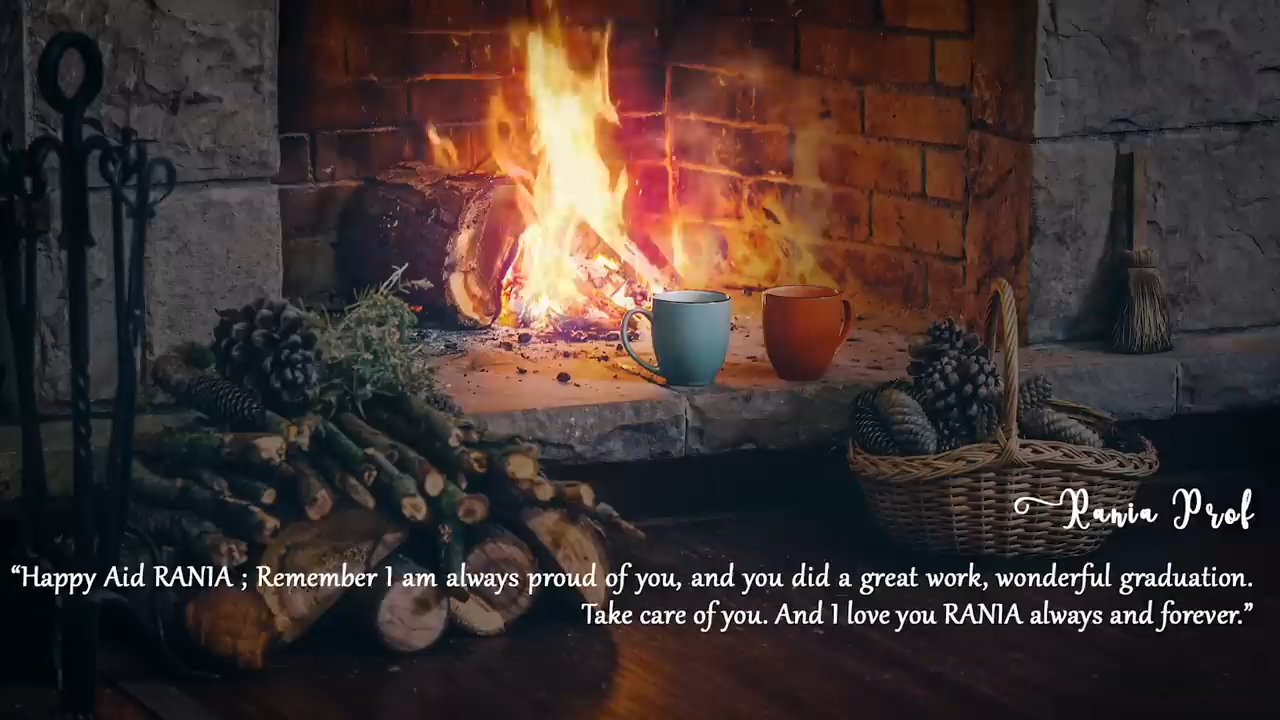 Rania Prof
“Happy Aid RANIA ; Remember I am always proud of you, and you did a great work, wonderful graduation.
Take care of you. And I love you RANIA always and forever.”